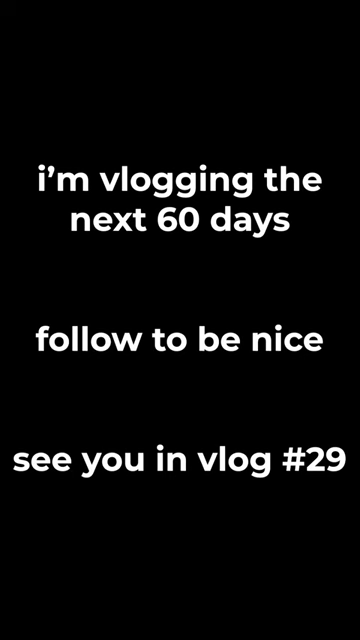 i'm vlogging the
next 60 days
follow to be nice
see you in vlog #29